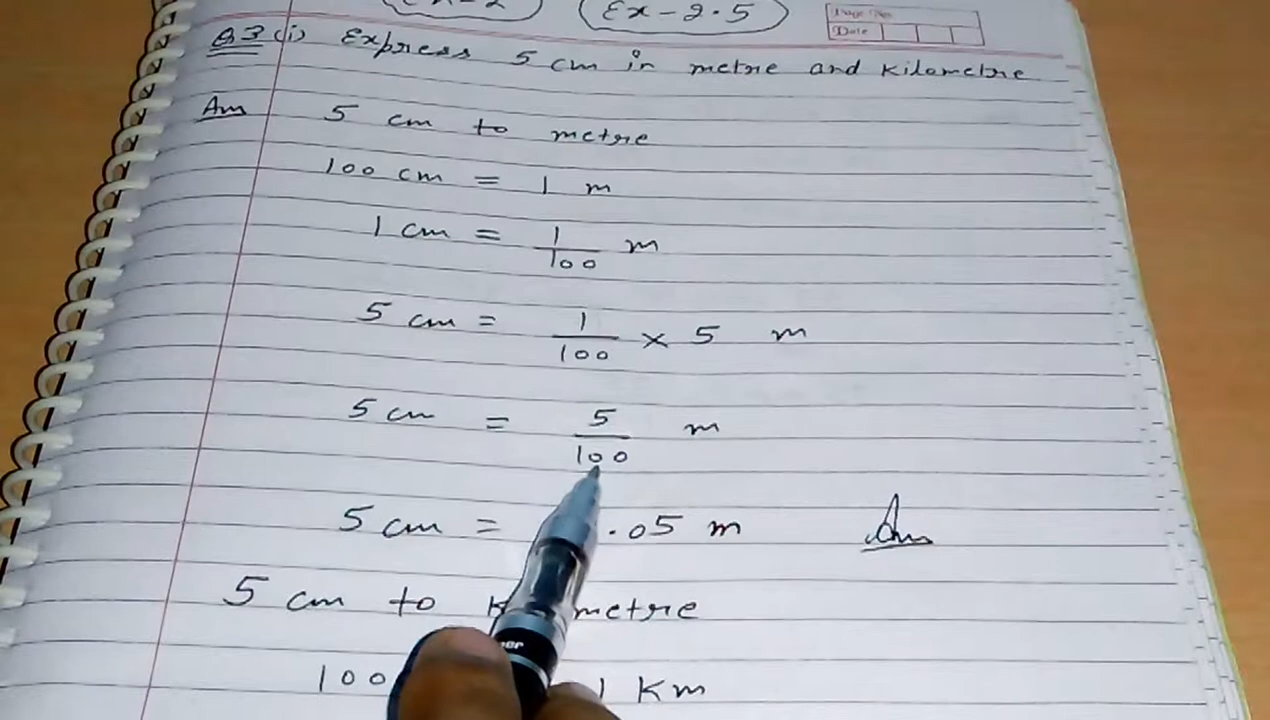 Ex-2.5
Page No.
Date
Q3 (i) Express 5 cm in metre and Kilometre
Ans 5 cm to metre
100 cm = 1 m
1 cm = 1/100 m
5 cm = 1/100 × 5 m
5 cm = 5/100 m
5 cm = .05 m Ans
5 cm to metre
100 1 Km